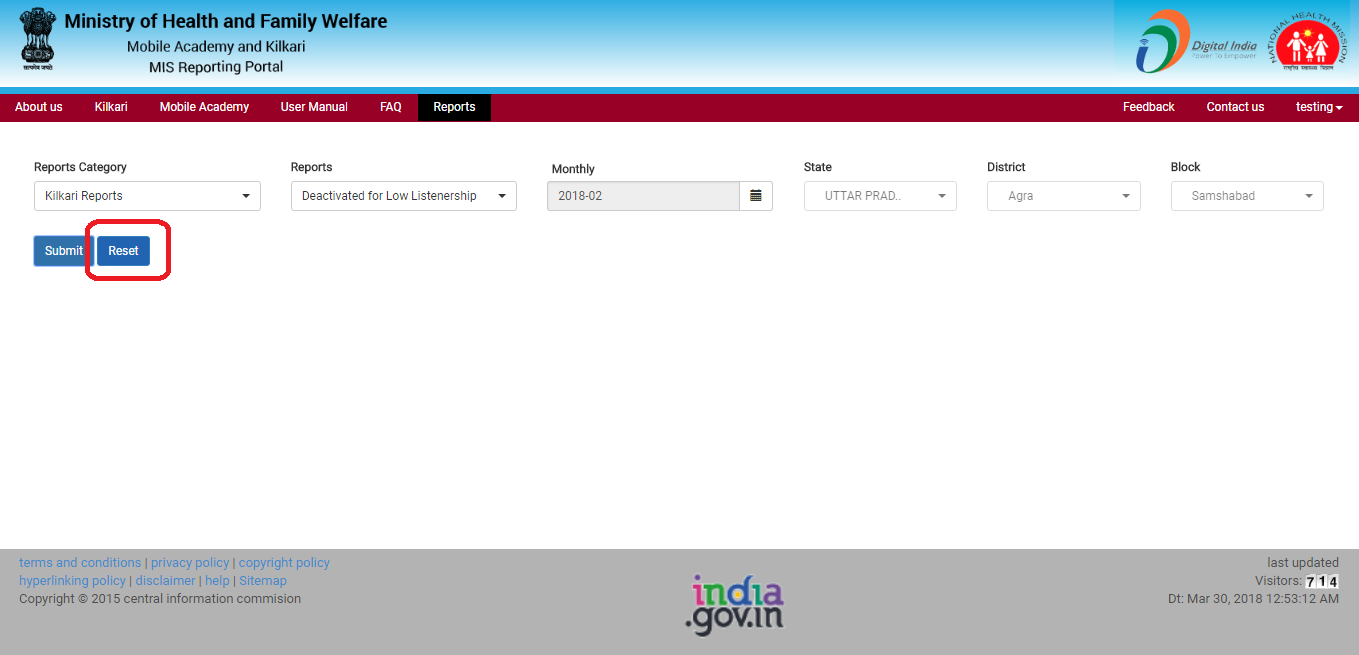 Ministry of Health and Family Welfare
Mobile Academy and Kilkari
MIS Reporting Portal
सत्यमेव जयते
Digital India
Power To Empower
NATIONAL HEALTH MISSION
राष्ट्रीय स्वास्थ्य मिशन
About us Kilkari Mobile Academy User Manual FAQ Reports Feedback Contact us testing
Reports Category Reports Monthly State District Block
Kilkari Reports Deactivated for Low Listenership 2018-02 UTTAR PRAD.. Agra Samshabad
Submit Reset
terms and conditions | privacy policy | copyright policy
hyperlinking policy | disclaimer | help | Sitemap
Copyright © 2015 central information commision
india
.gov.in
last updated
Visitors: 714
Dt: Mar 30, 2018 12:53:12 AM